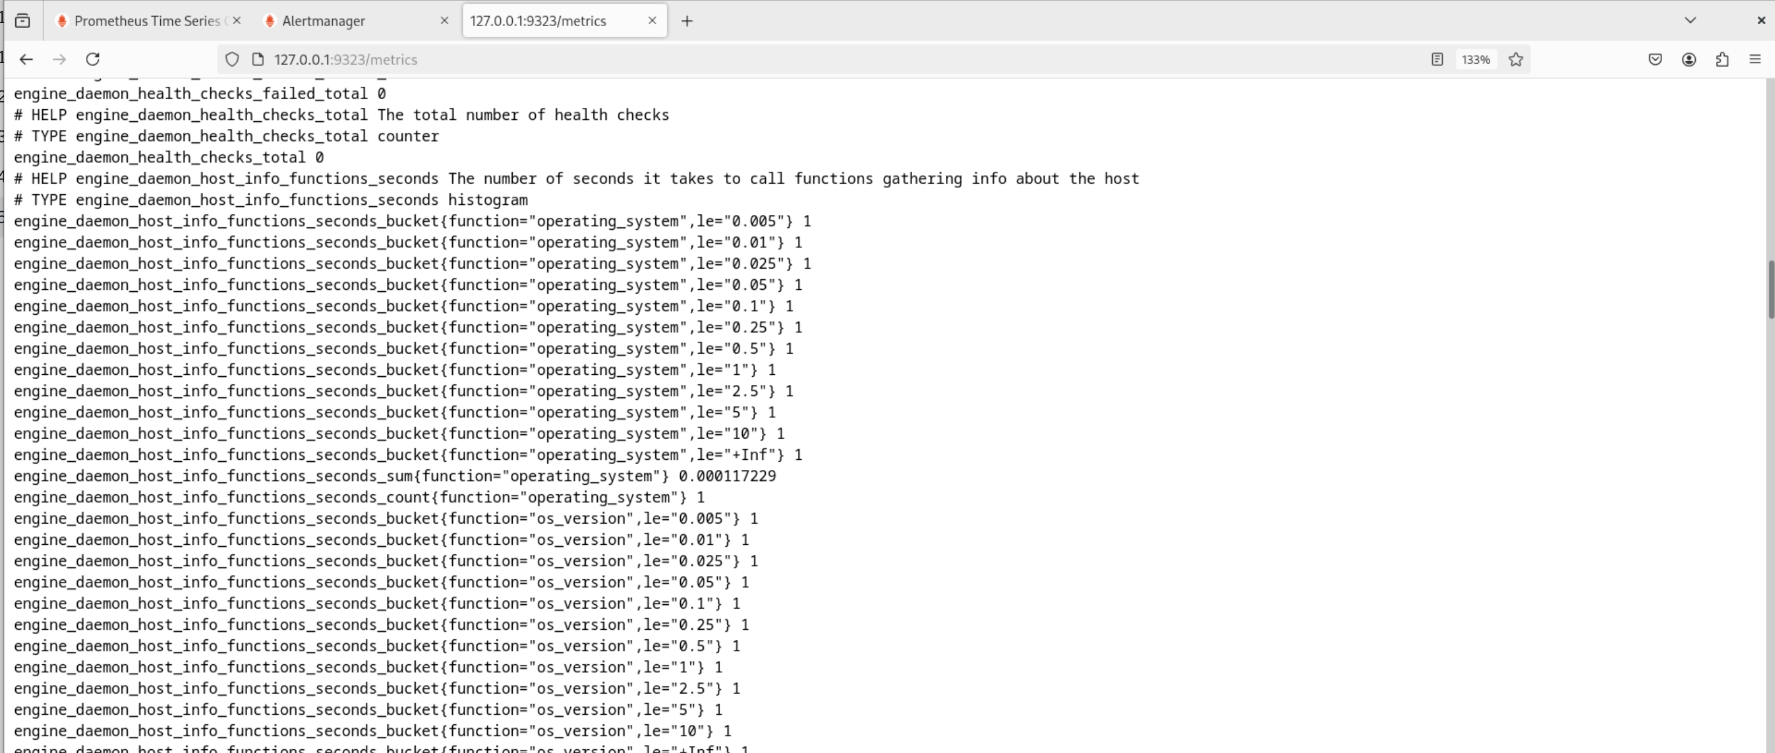 Prometheus Time Series
Alertmanager
127.0.0.1:9323/metrics
127.0.0.1:9323/metrics
133%
engine_daemon_health_checks_failed_total 0
# HELP engine_daemon_health_checks_total The total number of health checks
# TYPE engine_daemon_health_checks_total counter
engine_daemon_health_checks_total 0
# HELP engine_daemon_host_info_functions_seconds The number of seconds it takes to call functions gathering info about the host
# TYPE engine_daemon_host_info_functions_seconds histogram
engine_daemon_host_info_functions_seconds_bucket{function="operating_system",le="0.005"} 1
engine_daemon_host_info_functions_seconds_bucket{function="operating_system",le="0.01"} 1
engine_daemon_host_info_functions_seconds_bucket{function="operating_system",le="0.025"} 1
engine_daemon_host_info_functions_seconds_bucket{function="operating_system",le="0.05"} 1
engine_daemon_host_info_functions_seconds_bucket{function="operating_system",le="0.1"} 1
engine_daemon_host_info_functions_seconds_bucket{function="operating_system",le="0.25"} 1
engine_daemon_host_info_functions_seconds_bucket{function="operating_system",le="0.5"} 1
engine_daemon_host_info_functions_seconds_bucket{function="operating_system",le="1"} 1
engine_daemon_host_info_functions_seconds_bucket{function="operating_system",le="2.5"} 1
engine_daemon_host_info_functions_seconds_bucket{function="operating_system",le="5"} 1
engine_daemon_host_info_functions_seconds_bucket{function="operating_system",le="10"} 1
engine_daemon_host_info_functions_seconds_bucket{function="operating_system",le="+Inf"} 1
engine_daemon_host_info_functions_seconds_sum{function="operating_system"} 0.000117229
engine_daemon_host_info_functions_seconds_count{function="operating_system"} 1
engine_daemon_host_info_functions_seconds_bucket{function="os_version",le="0.005"} 1
engine_daemon_host_info_functions_seconds_bucket{function="os_version",le="0.01"} 1
engine_daemon_host_info_functions_seconds_bucket{function="os_version",le="0.025"} 1
engine_daemon_host_info_functions_seconds_bucket{function="os_version",le="0.05"} 1
engine_daemon_host_info_functions_seconds_bucket{function="os_version",le="0.1"} 1
engine_daemon_host_info_functions_seconds_bucket{function="os_version",le="0.25"} 1
engine_daemon_host_info_functions_seconds_bucket{function="os_version",le="0.5"} 1
engine_daemon_host_info_functions_seconds_bucket{function="os_version",le="1"} 1
engine_daemon_host_info_functions_seconds_bucket{function="os_version",le="2.5"} 1
engine_daemon_host_info_functions_seconds_bucket{function="os_version",le="5"} 1
engine_daemon_host_info_functions_seconds_bucket{function="os_version",le="10"} 1
engine_daemon_host_info_functions_seconds_bucket{function="os_version",le="+Inf"} 1